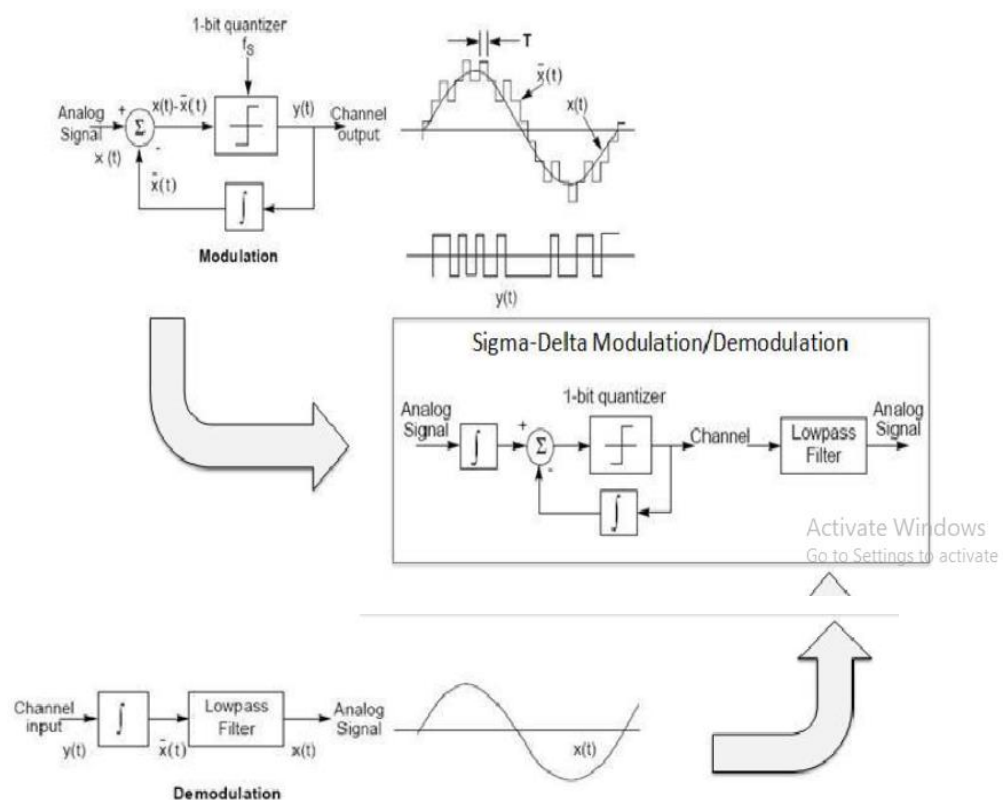 1-bit quantizer
fs
T
x̄(t)
x(t)
Analog
Signal
x (t)
+
Σ
-
x(t)-x̄(t)
y(t)
Channel
output
x̄(t)
∫
Modulation
y(t)
Sigma-Delta Modulation/Demodulation
1-bit quantizer
Analog
Signal
∫
+
Σ
-
Channel
Lowpass
Filter
Analog
Signal
∫
Activate Windows
Go to Settings to activate
Channel
input
y(t)
∫
x̄(t)
Lowpass
Filter
x(t)
Analog
Signal
x(t)
Demodulation